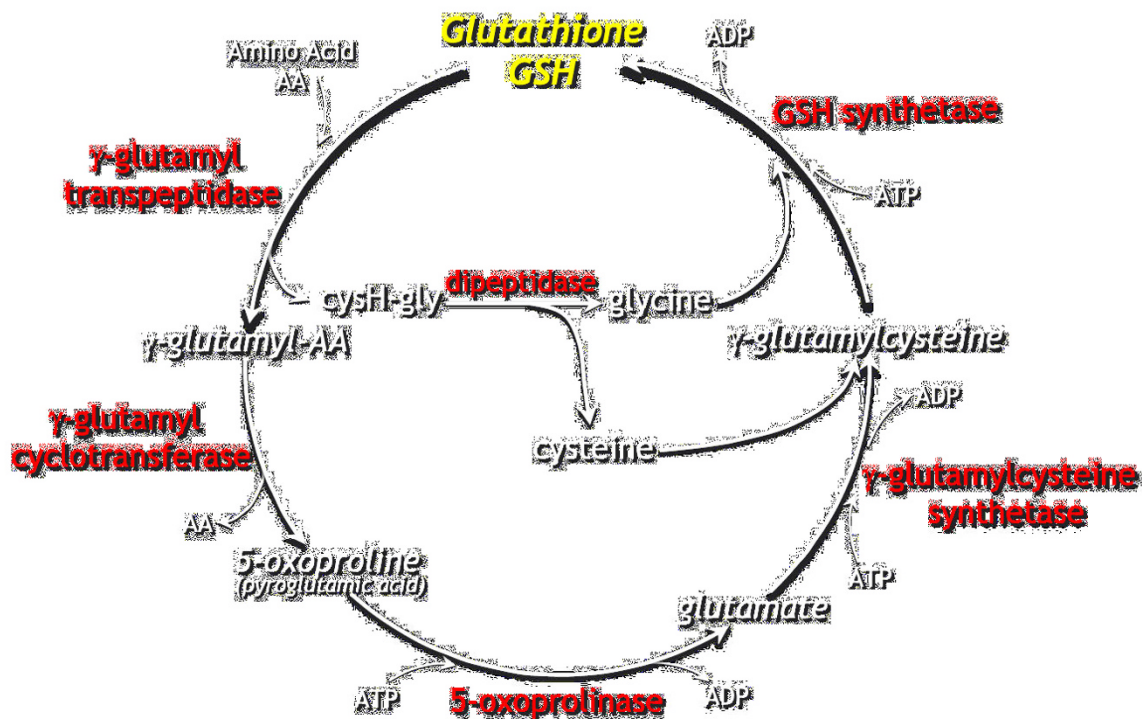 Glutathione
GSH
ADP
Amino Acid
AA
GSH synthetase
γ-glutamyl
transpeptidase
ATP
cysH-gly
dipeptidase
glycine
γ-glutamyl-AA
γ-glutamylcysteine
ADP
γ-glutamyl
cyclotransferase
cysteine
γ-glutamylcysteine
synthetase
AA
5-oxoproline
(pyroglutamic acid)
ATP
glutamate
ATP
5-oxoprolinase
ADP